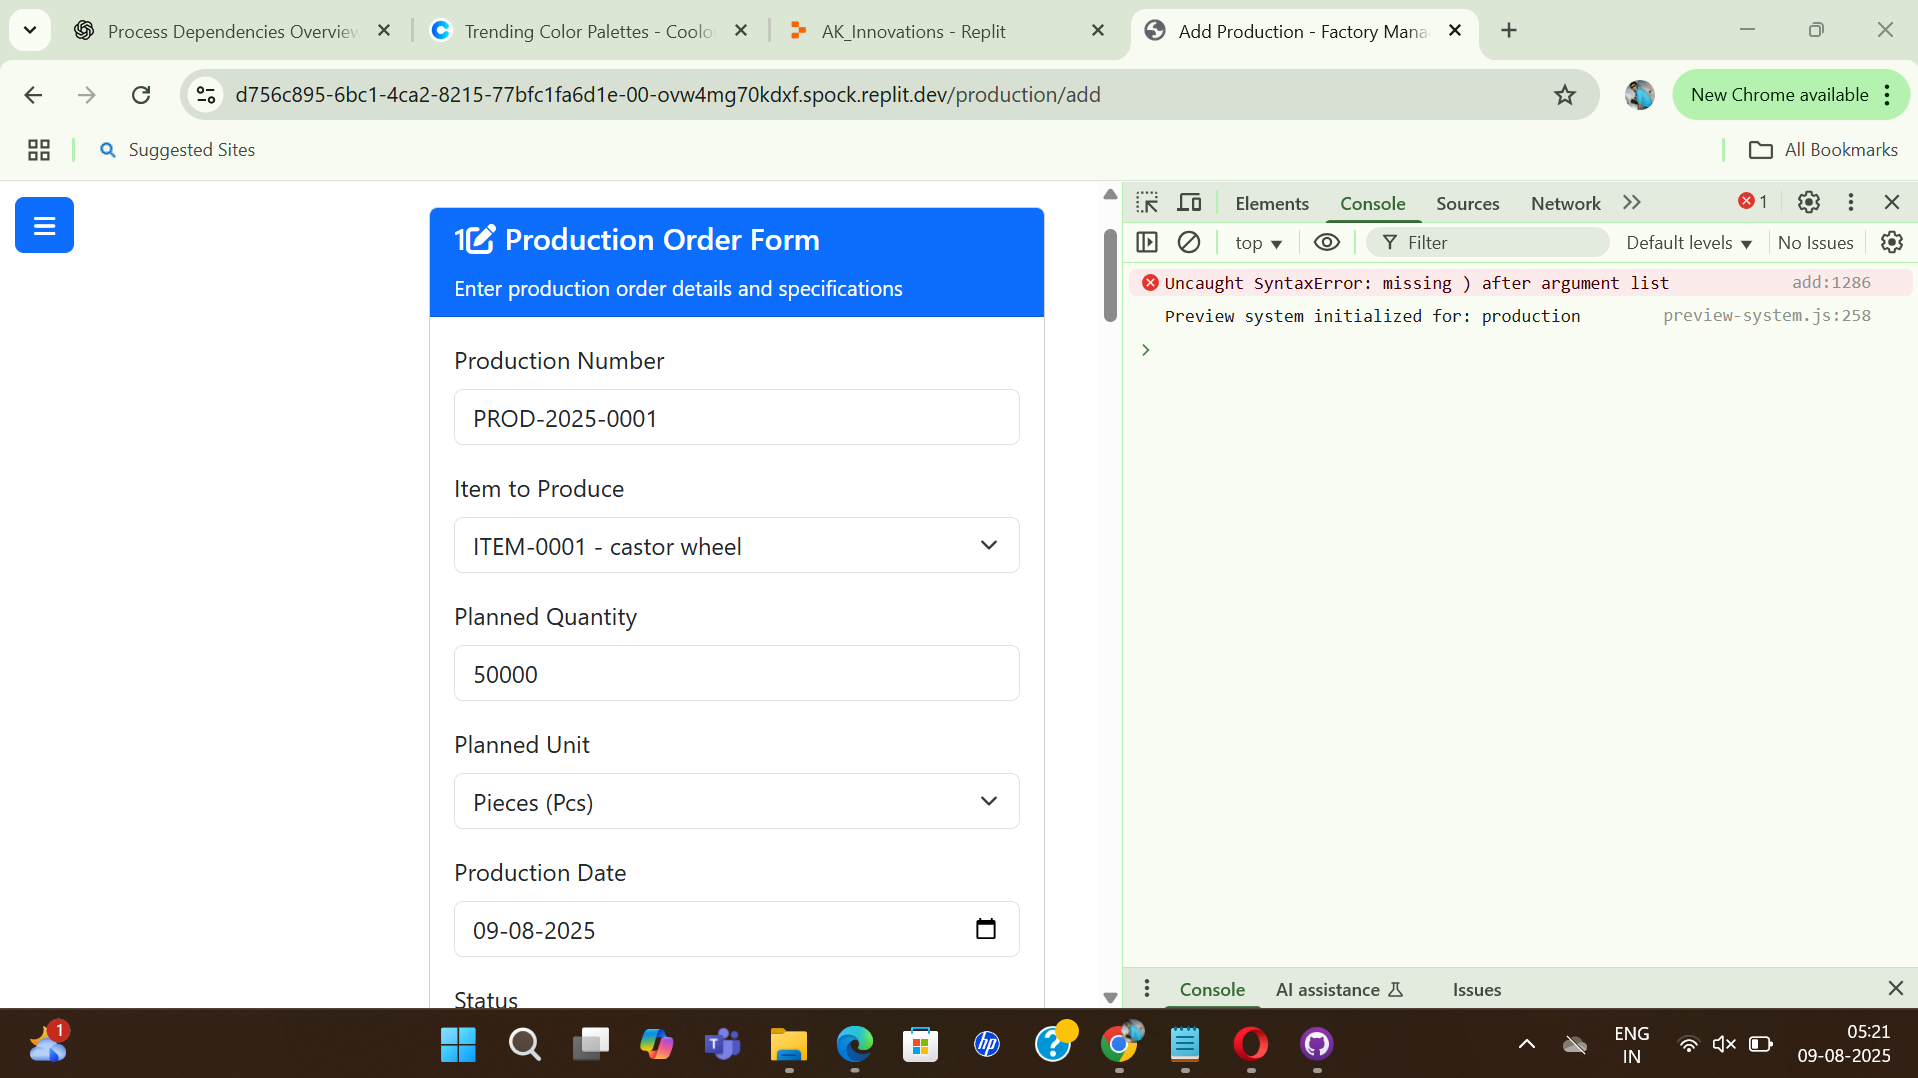 Process Dependencies Overview
Trending Color Palettes - Coolo
AK_Innovations - Replit
Add Production - Factory Mana
d756c895-6bc1-4ca2-8215-77bfc1fa6d1e-00-ovw4mg70kdxf.spock.replit.dev/production/add
New Chrome available
Suggested Sites
All Bookmarks
1 Production Order Form
Enter production order details and specifications
Production Number
PROD-2025-0001
Item to Produce
ITEM-0001 - castor wheel
Planned Quantity
50000
Planned Unit
Pieces (Pcs)
Production Date
09-08-2025
Status
Elements
Console
Sources
Network
1
top
Filter
Default levels
No Issues
Uncaught SyntaxError: missing ) after argument list
add:1286
Preview system initialized for: production
preview-system.js:258
Console
AI assistance
Issues
1
hp
ENG
IN
05:21
09-08-2025